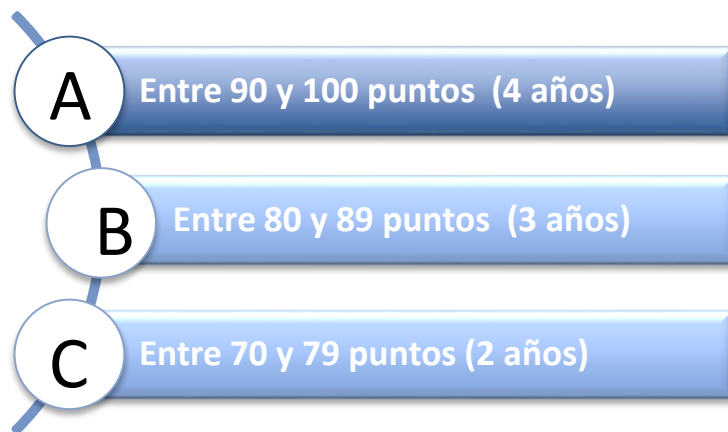 A Entre 90 y 100 puntos (4 años)
B Entre 80 y 89 puntos (3 años)
C Entre 70 y 79 puntos (2 años)